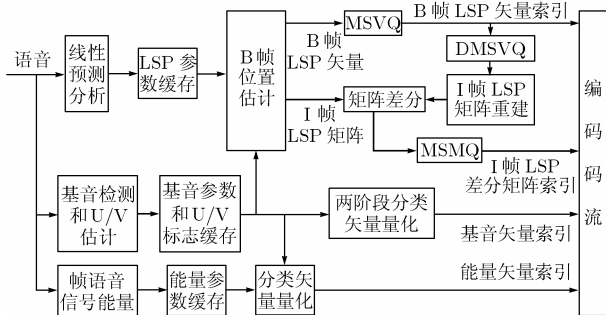 语音
线性
预测
分析
LSP 参
数缓存
B 帧
位置
估计
MSVQ
B 帧 LSP 矢量索引
B 帧
LSP 矢量
DMSVQ
I 帧 LSP
矩阵重建
矩阵差分
I 帧
LSP 矩阵
MSMQ
I 帧 LSP
差分矩阵索引
编
码
码
流
基音检测
和 U/V
估计
基音参数
和 U/V
标志缓存
两阶段分类
矢量量化
基音矢量索引
帧语音
信号能量
能量参
数缓存
分类矢
量量化
能量矢量索引